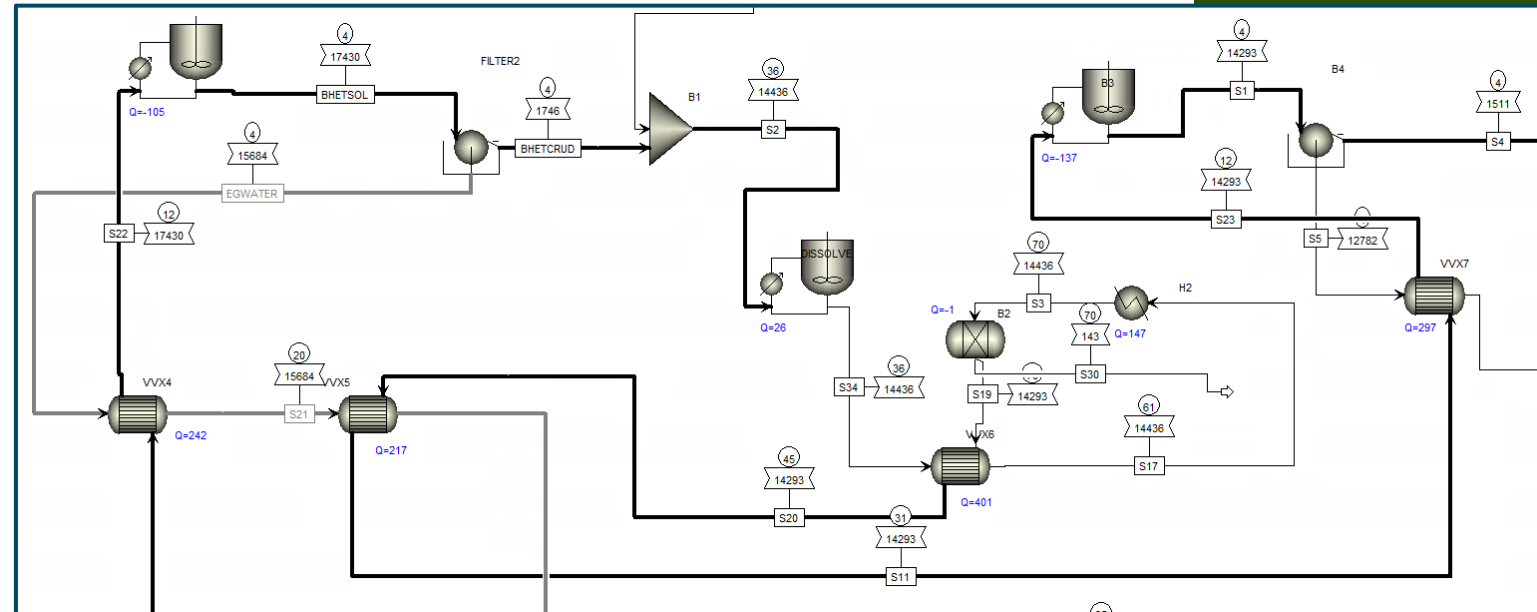 4
17430
BHETSOL
Q=-105
FILTER2
4
1746
BHETCRUD
B1
36
14436
S2
4
15684
EGWATER
S22
12
17430
B3
Q=-137
4
14293
S1
B4
4
1511
S4
12
14293
S23
S5
12782
VVX7
Q=297
DISSOLVE
Q=26
70
14436
S3
H2
Q=147
Q=-1
B2
70
143
S30
S19
14293
S34
36
14436
61
14436
S17
VVX6
Q=401
VVX4
Q=242
20
15684
S21
VVX5
Q=217
45
14293
S20
31
14293
S11